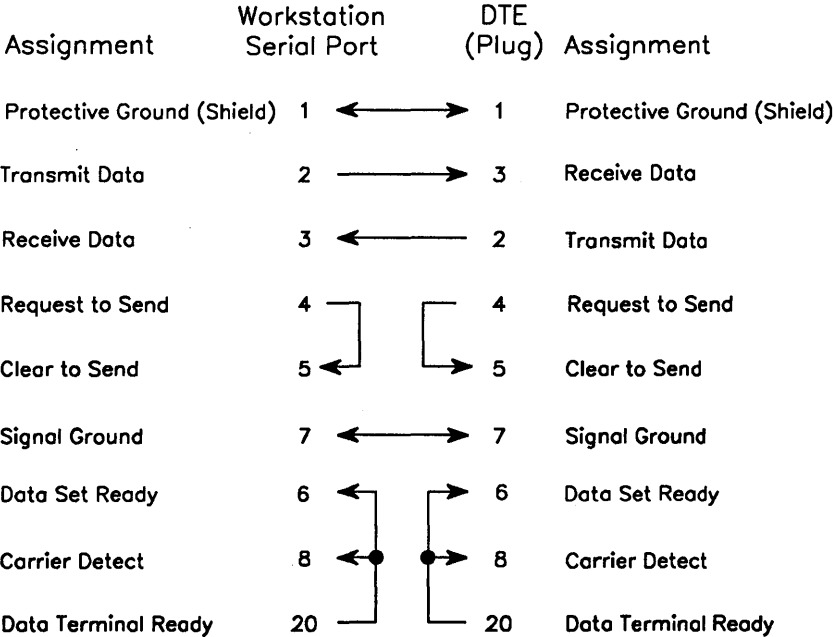 Workstation DTE
Assignment Serial Port (Plug) Assignment
Protective Ground (Shield) 1 1 Protective Ground (Shield)
Transmit Data 2 3 Receive Data
Receive Data 3 2 Transmit Data
Request to Send 4 4 Request to Send
Clear to Send 5 5 Clear to Send
Signal Ground 7 7 Signal Ground
Data Set Ready 6 6 Data Set Ready
Carrier Detect 8 8 Carrier Detect
Data Terminal Ready 20 20 Data Terminal Ready